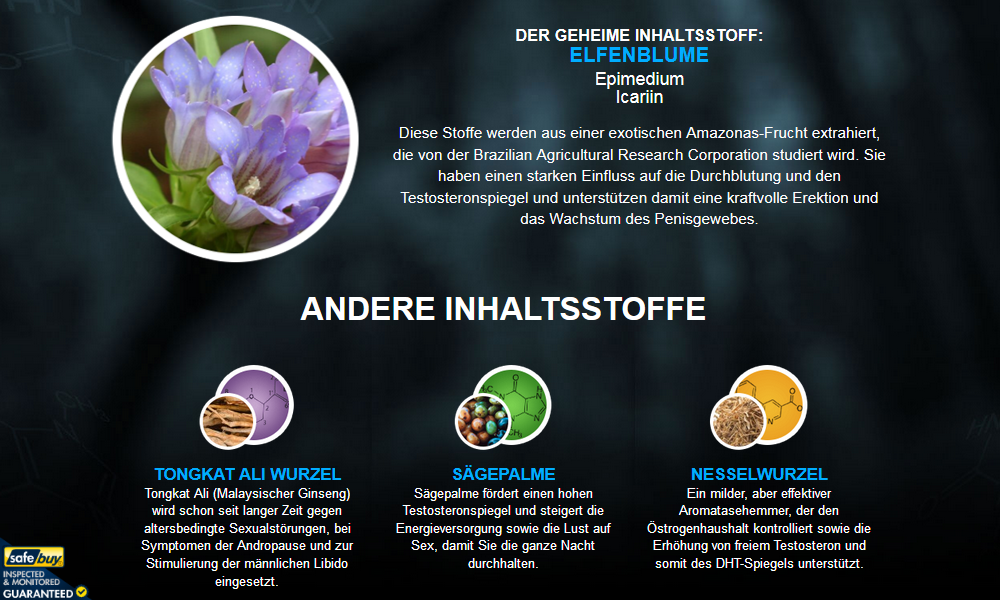 DER GEHEIME INHALTSSTOFF:
ELFENBLUME
Epimedium
Icariin
Diese Stoffe werden aus einer exotischen Amazonas-Frucht extrahiert,
die von der Brazilian Agricultural Research Corporation studiert wird. Sie
haben einen starken Einfluss auf die Durchblutung und den
Testosteronspiegel und unterstützen damit eine kraftvolle Erektion und
das Wachstum des Penisgewebes.
ANDERE INHALTSSTOFFE
TONGKAT ALI WURZEL
Tongkat Ali (Malaysischer Ginseng)
wird schon seit langer Zeit gegen
altersbedingte Sexualstörungen, bei
Symptomen der Andropause und zur
Stimulierung der männlichen Libido
eingesetzt.
SÄGEPALME
Sägepalme fördert einen hohen
Testosteronspiegel und steigert die
Energieversorgung sowie die Lust auf
Sex, damit Sie die ganze Nacht
durchhalten.
NESSELWURZEL
Ein milder, aber effektiver
Aromatasehemmer, der den
Östrogenhaushalt kontrolliert sowie die
Erhöhung von freiem Testosteron und
somit des DHT-Spiegels unterstützt.
safe buy
INSPECTED
& MONITORED
GUARANTEED